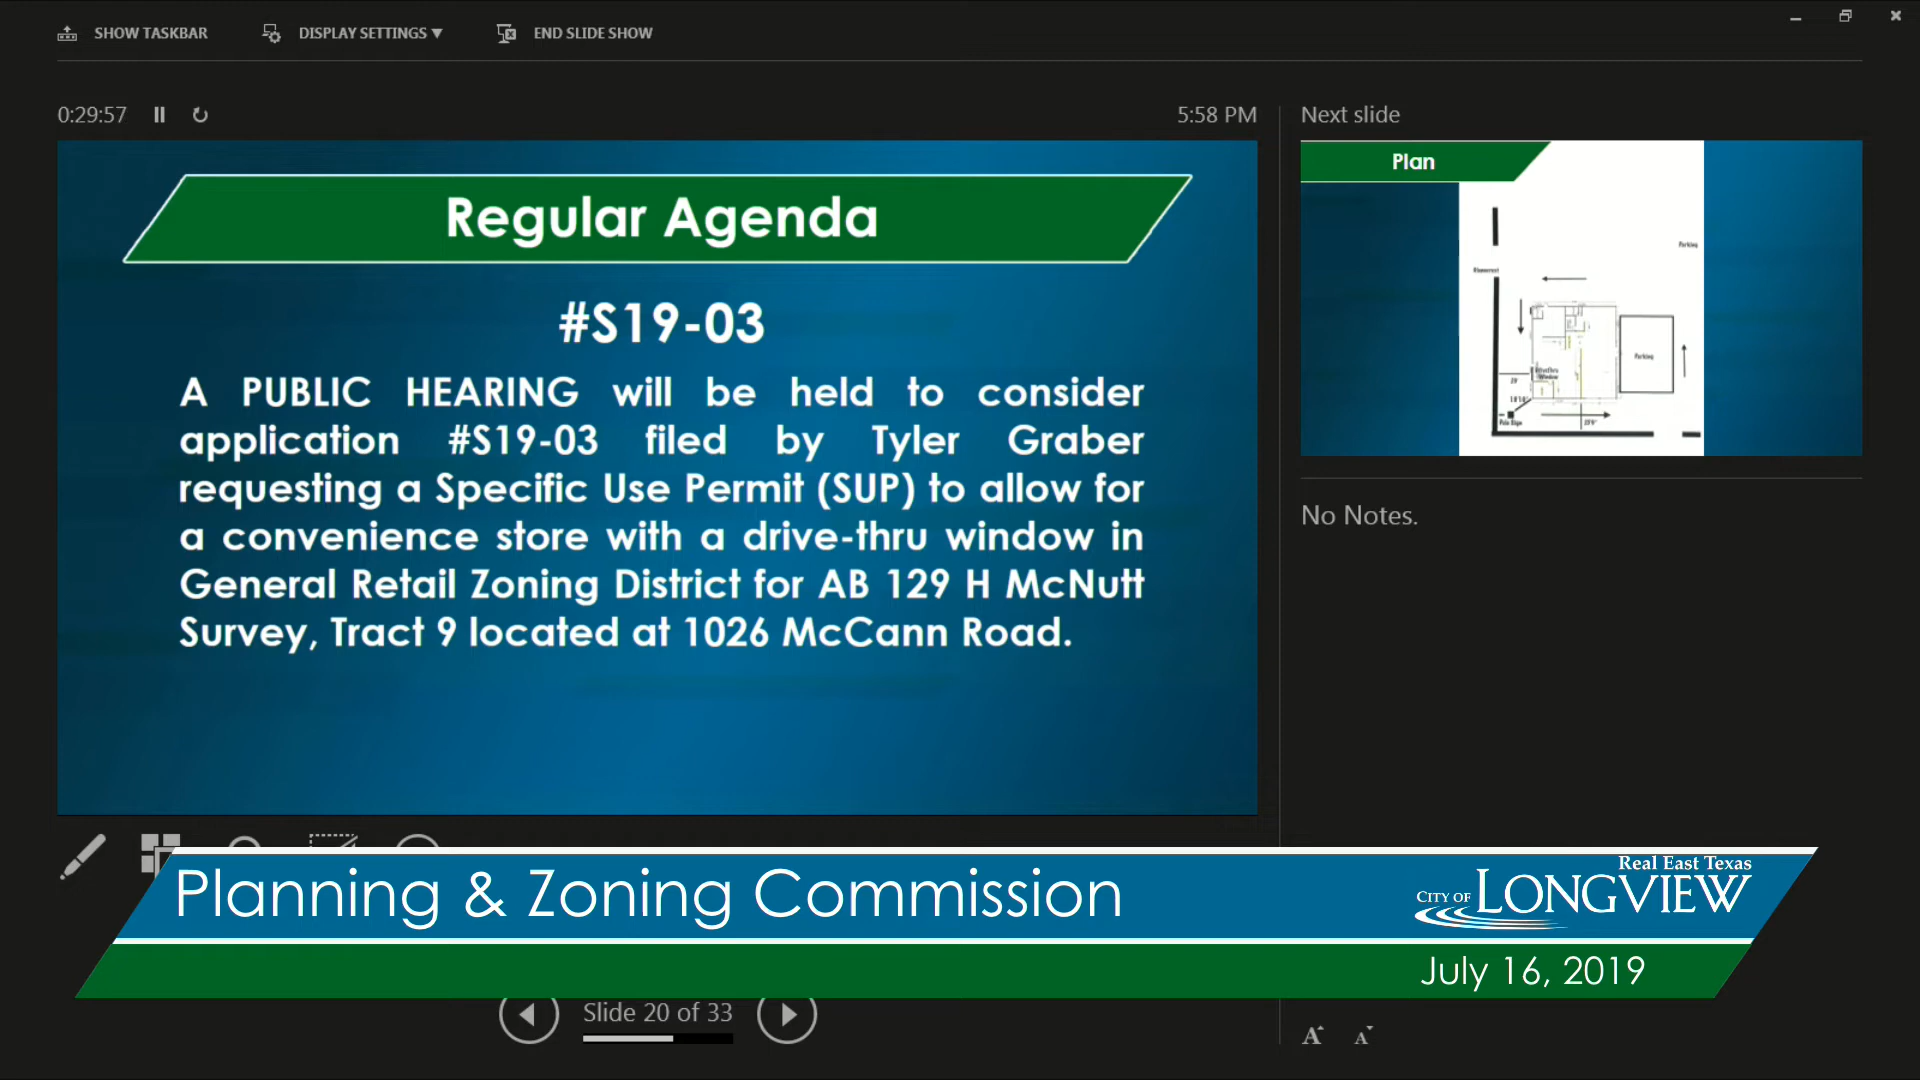 SHOW TASKBAR
DISPLAY SETTINGS ▼
END SLIDE SHOW
0:29:57
5:58 PM
Next slide
Regular Agenda
#S19-03
A PUBLIC HEARING will be held to consider
application #S19-03 filed by Tyler Graber
requesting a Specific Use Permit (SUP) to allow for
a convenience store with a drive-thru window in
General Retail Zoning District for AB 129 H McNutt
Survey, Tract 9 located at 1026 McCann Road.
Plan
Parking
Parking
Window
No Notes.
Planning & Zoning Commission
Real East Texas
CITY OF LONGVIEW
July 16, 2019
Slide 20 of 33
A A